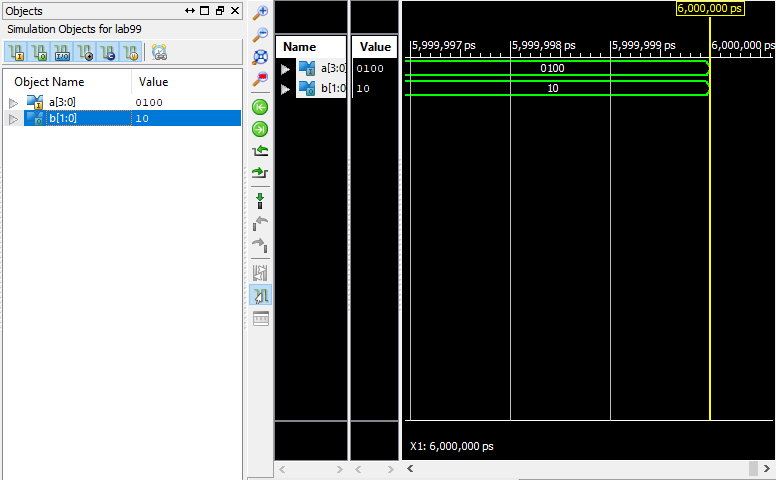 Objects
Simulation Objects for lab99
Object Name Value
a[3:0] 0100
b[1:0] 10
Name Value
a[3:0] 0100
b[1:0 10
6,000,000 ps
5,999,997 ps 5,999,998 ps 5,999,999 ps 6,000,000 ps
0100
10
X1: 6,000,000 ps